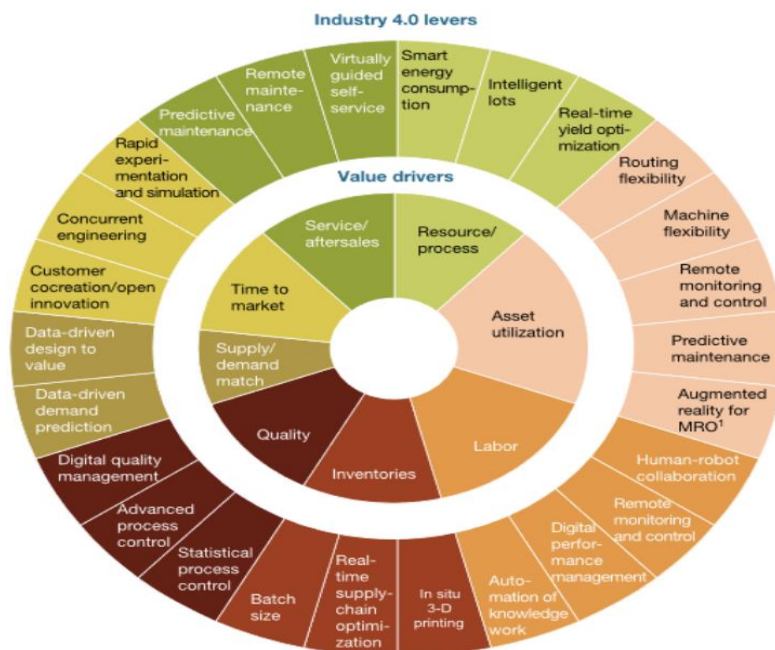 Industry 4.0 levers
Smart
energy
consump-
tion
Intelligent
lots
Real-time
yield opti-
mization
Routing
flexibility
Machine
flexibility
Remote
monitoring
and control
Predictive
maintenance
Augmented
reality for
MRO¹
Human-robot
collaboration
Remote
monitoring
and control
Digital
perfor-
mance
management
Auto-
mation of
knowledge
work
In situ
3-D
printing
Real-
time
supply-
chain
optimi-
zation
Batch
size
Statistical
process
control
Advanced
process
control
Digital quality
management
Data-driven
demand
prediction
Data-driven
design to
value
Customer
cocreation/open
innovation
Concurrent
engineering
Rapid
experi-
mentation
and simulation
Predictive
maintenance
Remote
mainte-
nance
Virtually
guided
self-
service
Value drivers
Resource/
process
Asset
utilization
Labor
Inventories
Quality
Supply/
demand
match
Time to
market
Service/
aftersales